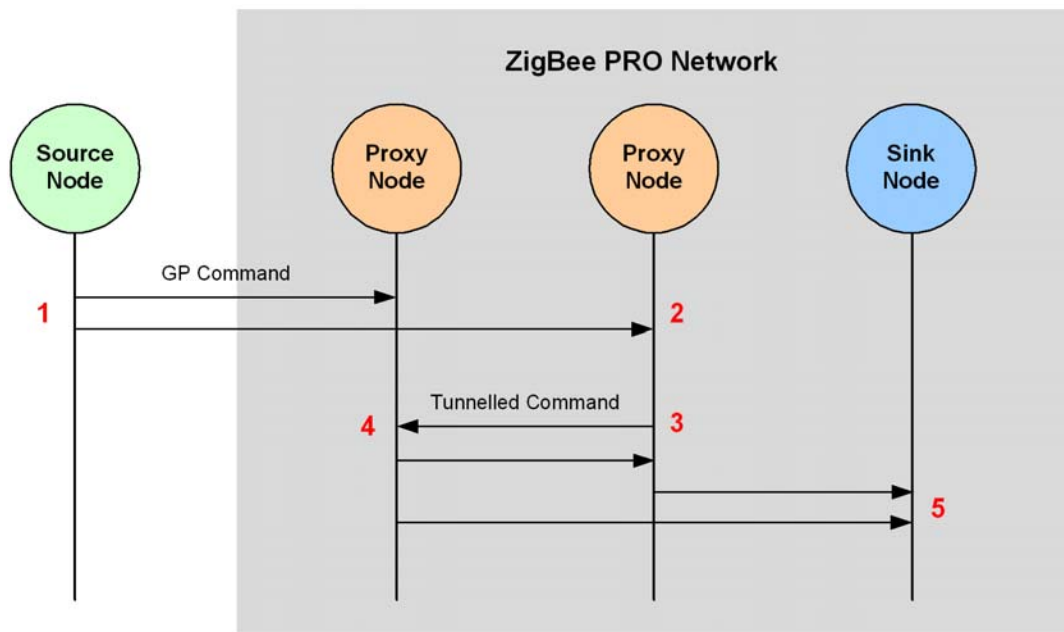 ZigBee PRO Network
Source
Node
Proxy
Node
Proxy
Node
Sink
Node
GP Command
1
2
Tunnelled Command
4
3
5